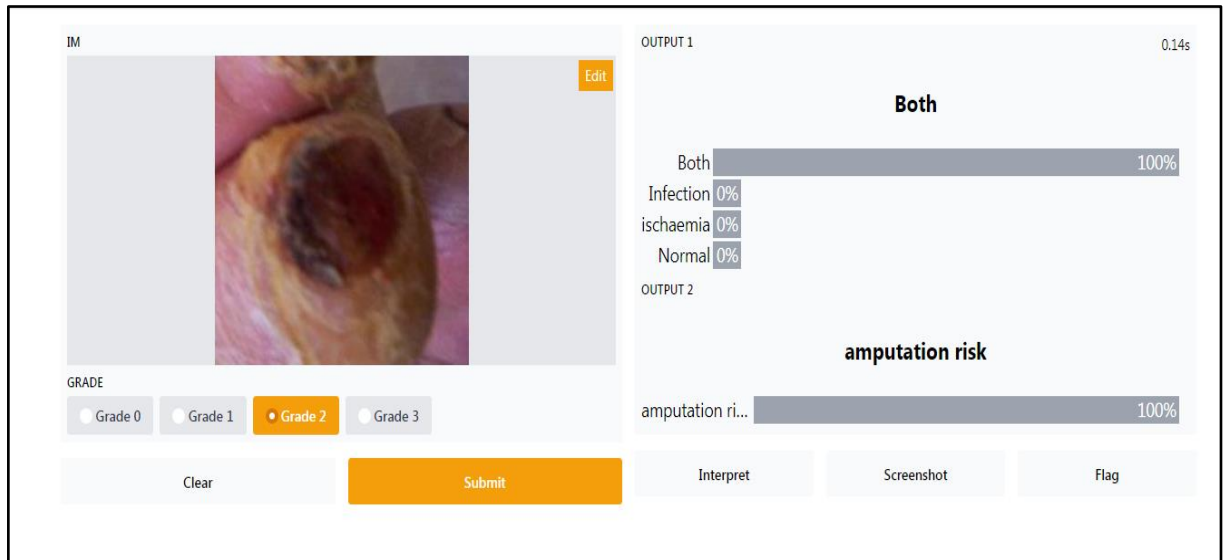 IM
Edit
GRADE
Grade 0 Grade 1 Grade 2 Grade 3
Clear Submit
OUTPUT 1 0.14s
Both
Both 100%
Infection 0%
ischaemia 0%
Normal 0%
OUTPUT 2
amputation risk
amputation ri... 100%
Interpret Screenshot Flag